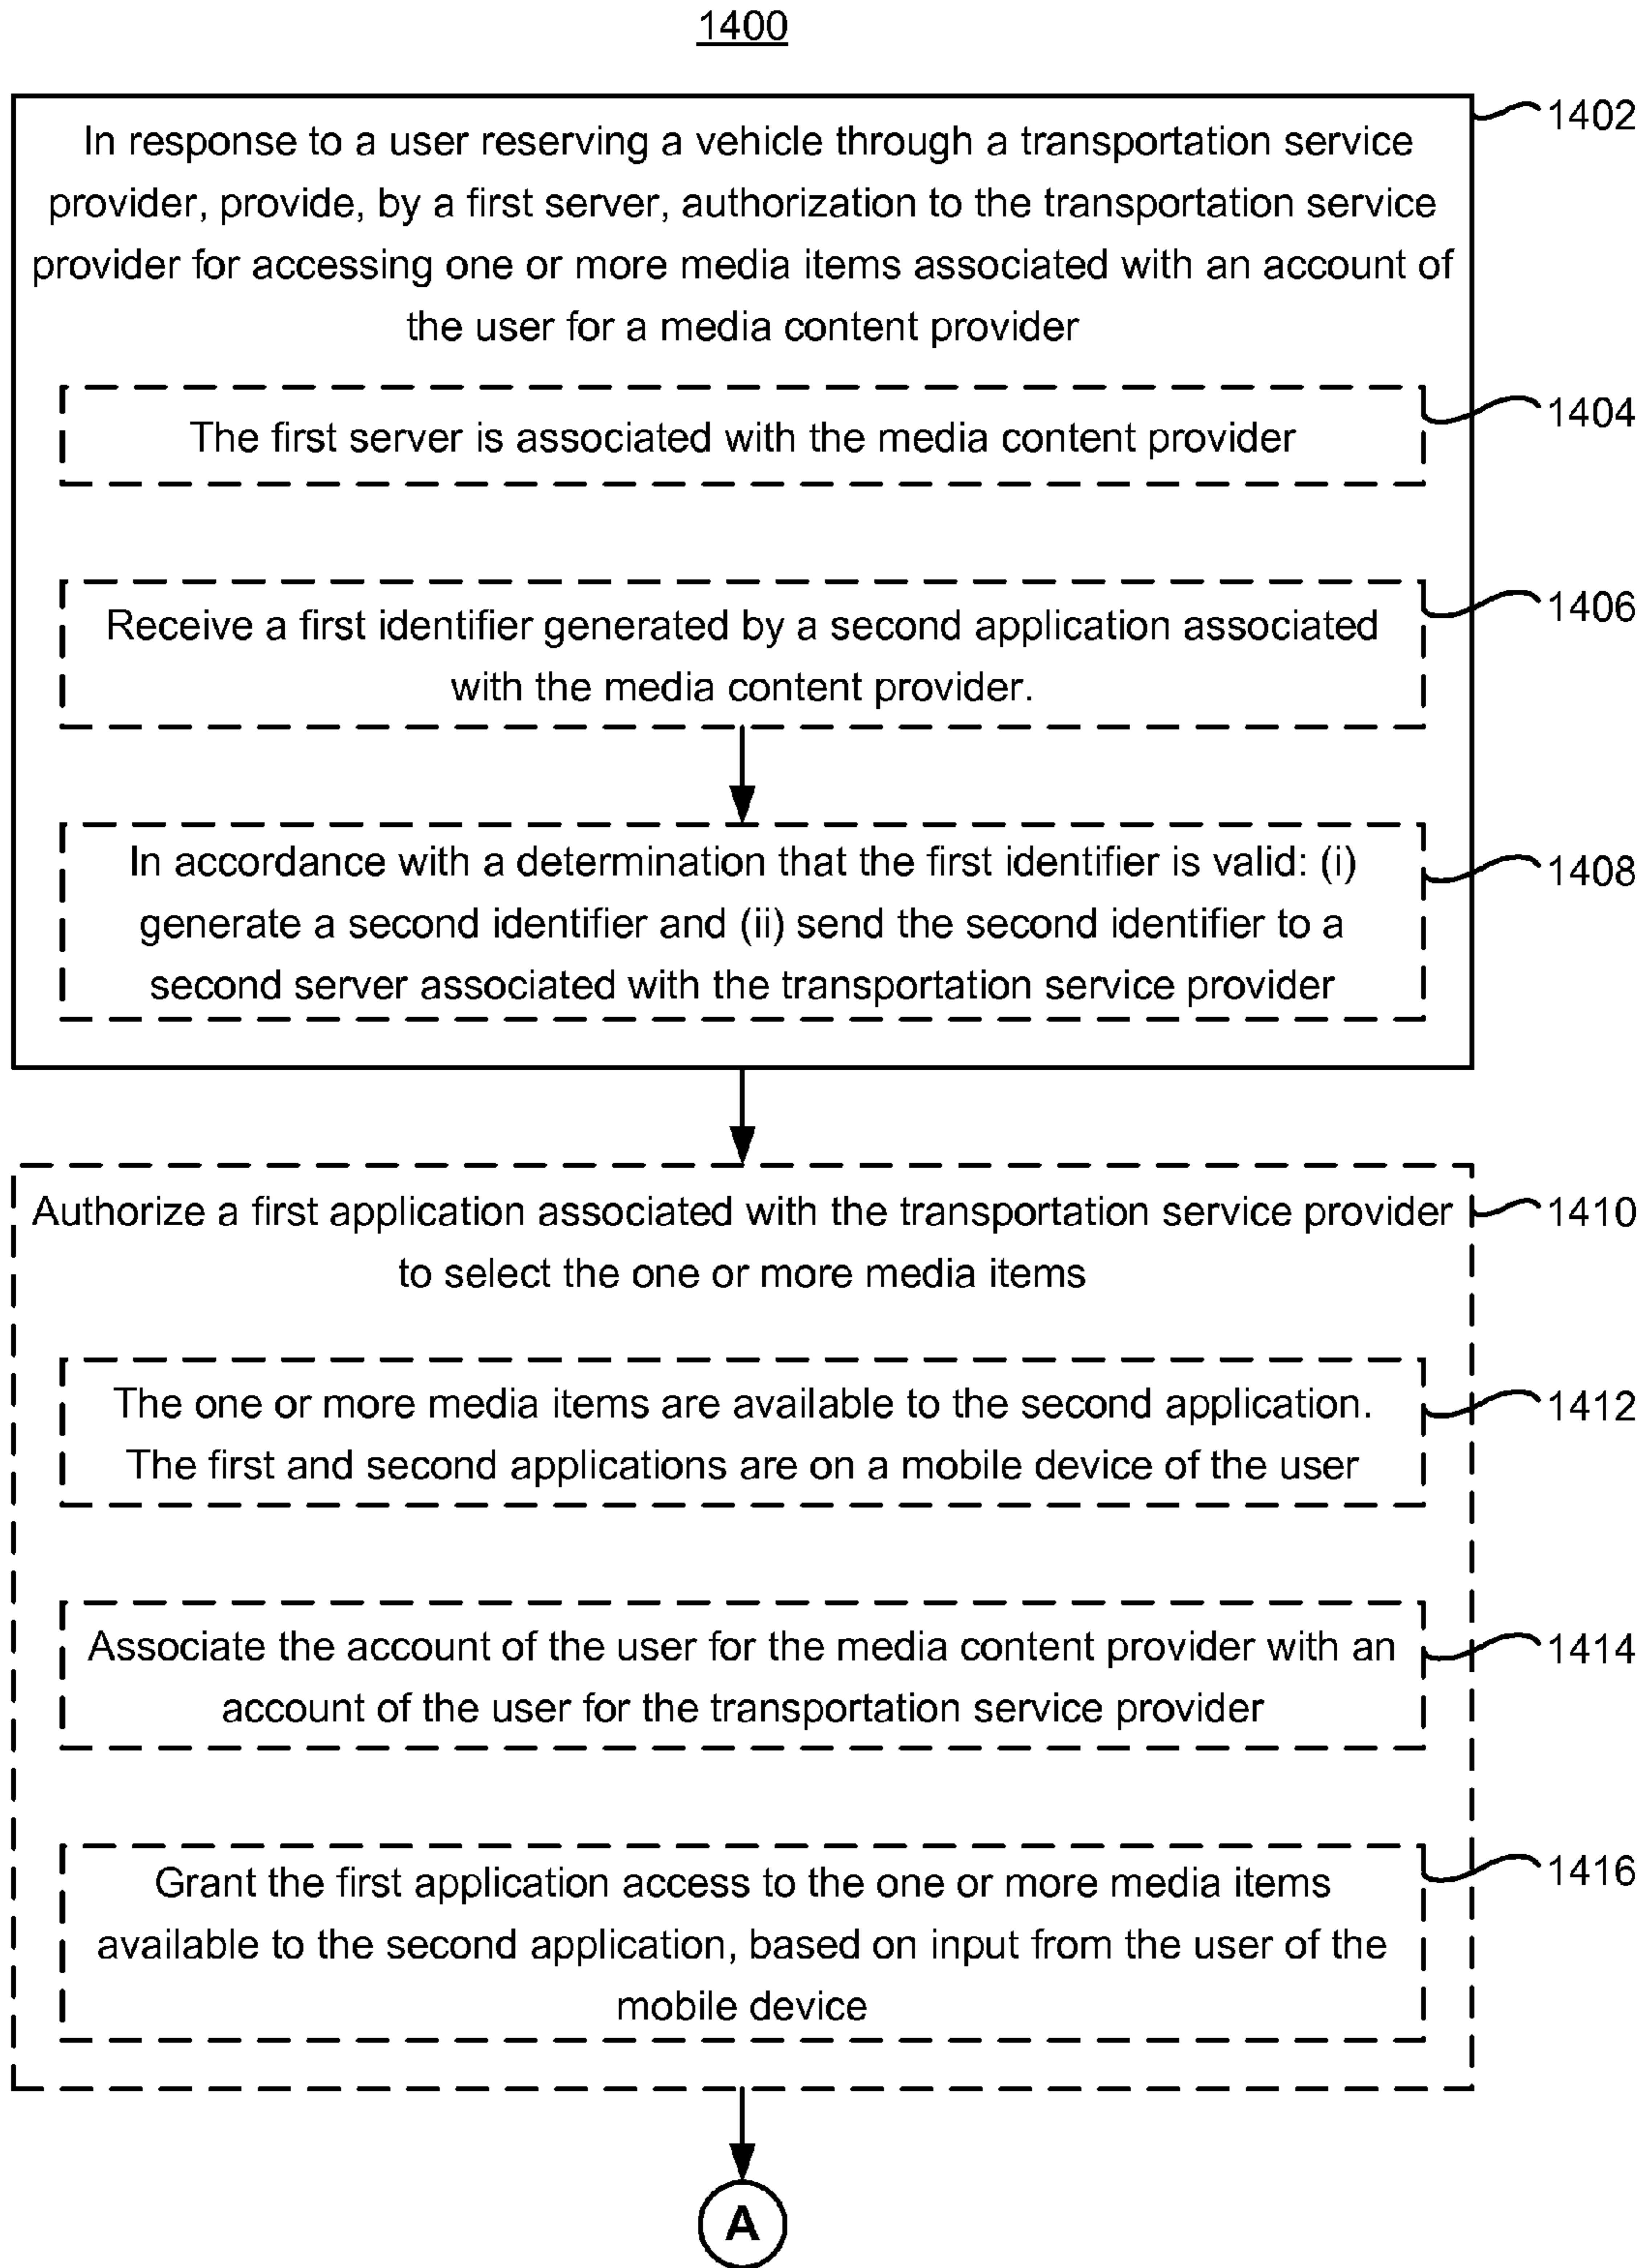 1400
1402
In response to a user reserving a vehicle through a transportation service
provider, provide, by a first server, authorization to the transportation service
provider for accessing one or more media items associated with an account of
the user for a media content provider
1404
The first server is associated with the media content provider
1406
Receive a first identifier generated by a second application associated
with the media content provider.
1408
In accordance with a determination that the first identifier is valid: (i)
generate a second identifier and (ii) send the second identifier to a
second server associated with the transportation service provider
1410
Authorize a first application associated with the transportation service provider
to select the one or more media items
1412
The one or more media items are available to the second application.
The first and second applications are on a mobile device of the user
1414
Associate the account of the user for the media content provider with an
account of the user for the transportation service provider
1416
Grant the first application access to the one or more media items
available to the second application, based on input from the user of the
mobile device
A